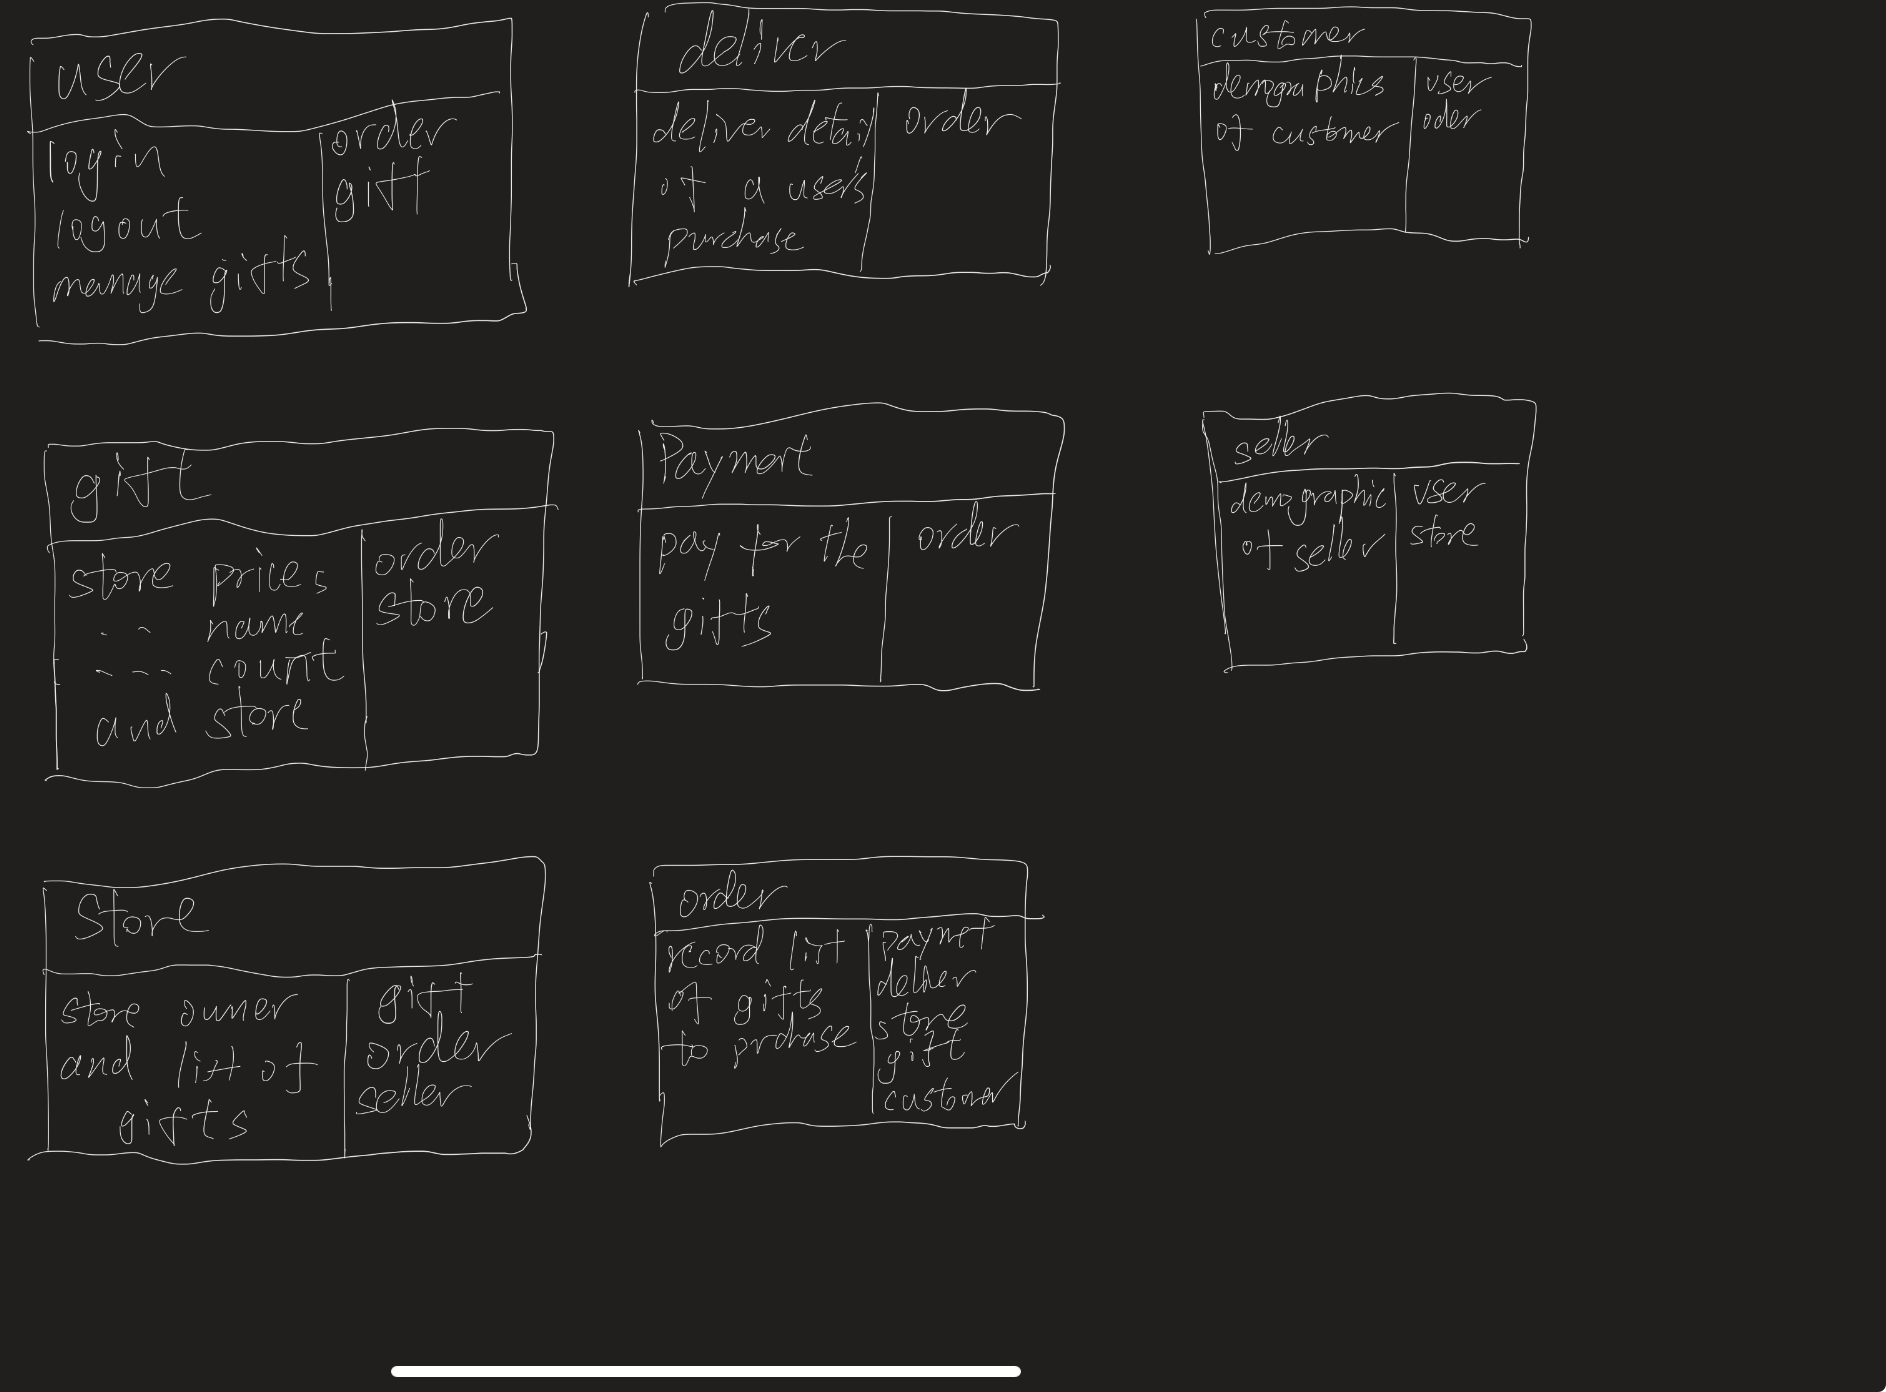 user
login
logout
manage gifts
order
gift
deliver
deliver detail
of a user's
purchase
order
customer
demographics
of customer
user
oder
gift
store prices
-- name
--- count
and store
order
store
Payment
pay for the
gifts
order
seller
demographic
of seller
user
store
Store
store owner
and list of
gifts
gift
order
seller
order
record list
of gifts
to prchase
paynet
deliver
store
gift
customer